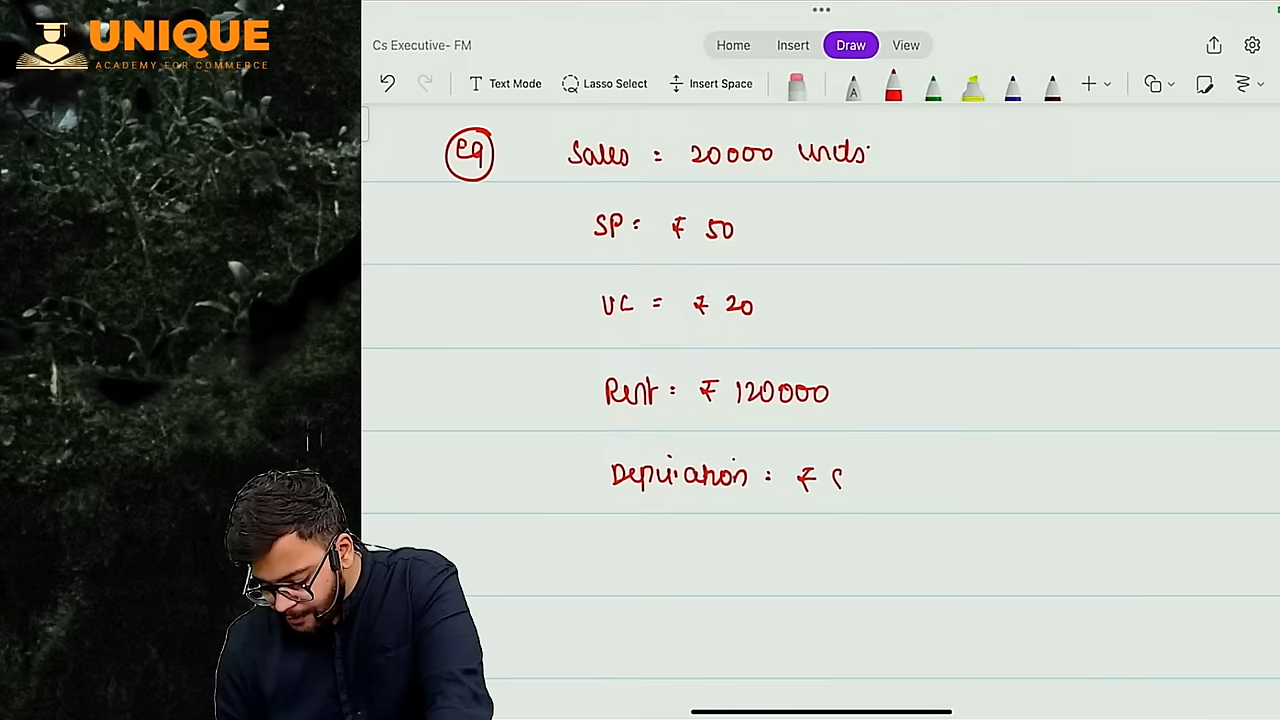 UNIQUE
ACADEMY FOR COMMERCE
Cs Executive- FM
Home Insert Draw View
Text Mode Lasso Select Insert Space
eg Sales = 20000 units
SP = ₹ 50
VC = ₹ 20
Rent = ₹ 120000
Depreciation = ₹